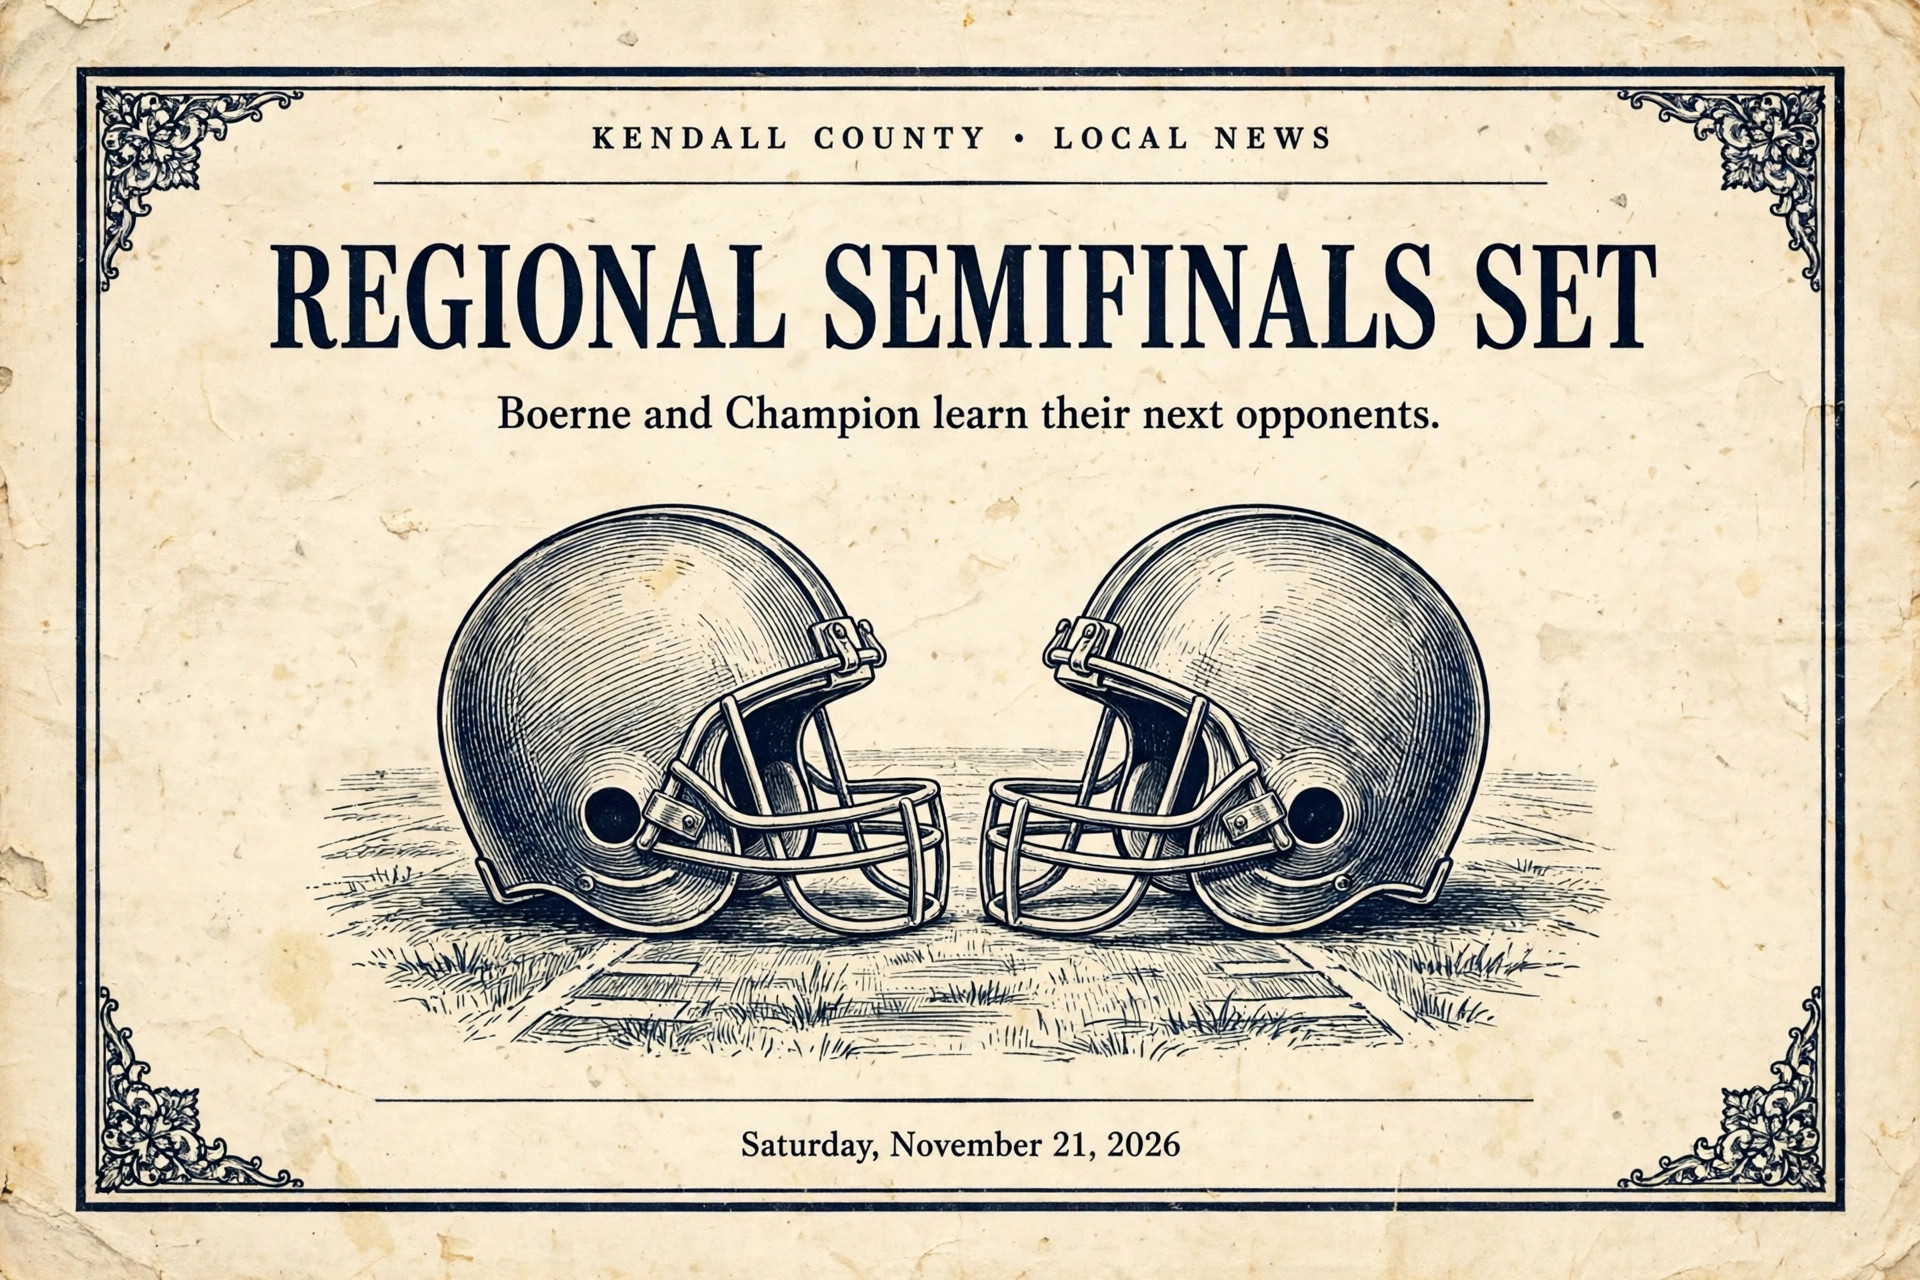 KENDALL COUNTY • LOCAL NEWS
REGIONAL SEMIFINALS SET
Boerne and Champion learn their next opponents.
Saturday, November 21, 2026